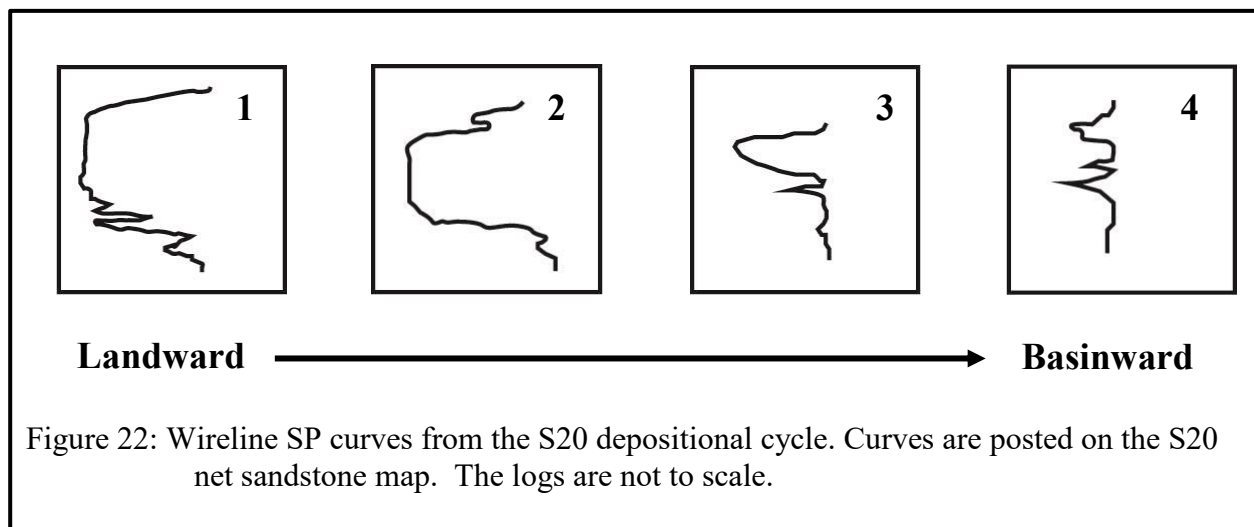 1 2 3 4
Landward Basinward
Figure 22: Wireline SP curves from the S20 depositional cycle. Curves are posted on the S20
net sandstone map. The logs are not to scale.